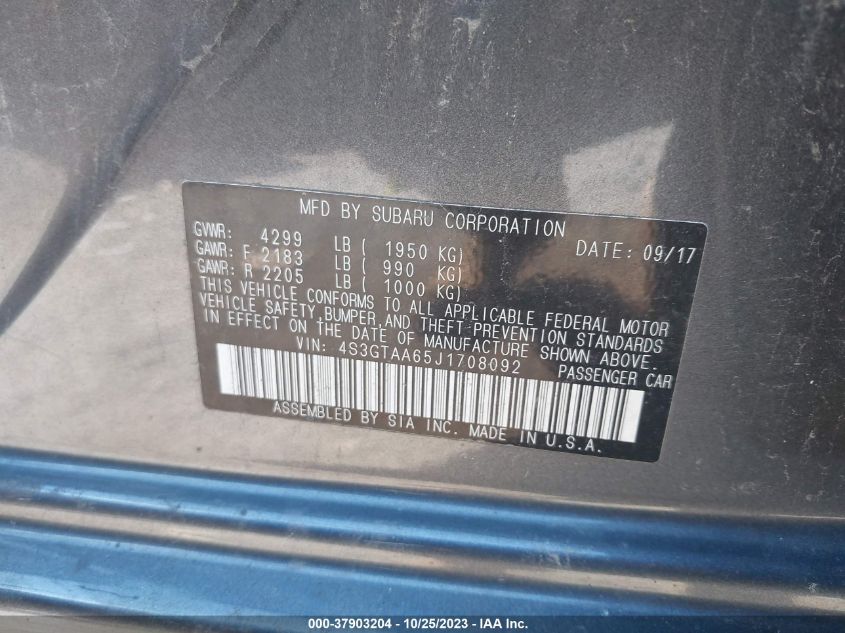 MFD BY SUBARU CORPORATION
GVWR: 4299 LB ( 1950 KG) DATE: 09/17
GAWR: F 2183 LB ( 990 KG)
GAWR: R 2205 LB ( 1000 KG)
THIS VEHICLE CONFORMS TO ALL APPLICABLE FEDERAL MOTOR
VEHICLE SAFETY, BUMPER, AND THEFT PREVENTION STANDARDS
IN EFFECT ON THE DATE OF MANUFACTURE SHOWN ABOVE.
VIN: 4S3GTAA65J1708092 PASSENGER CAR
ASSEMBLED BY SIA INC. MADE IN U.S.A.
000-37903204 - 10/25/2023 - IAA Inc.